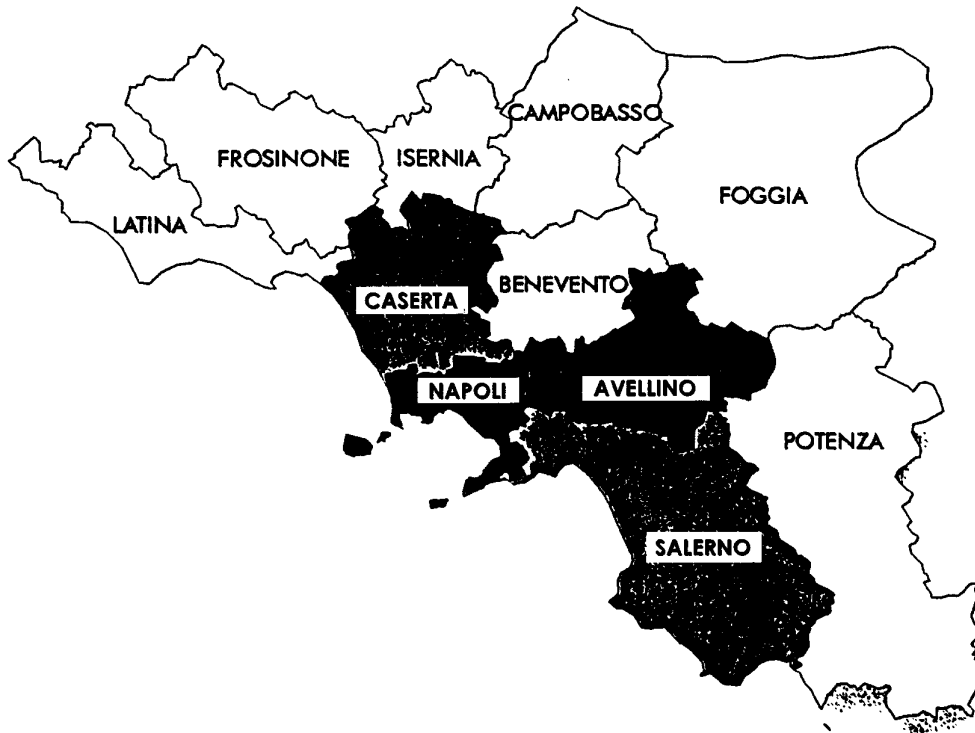 CAMPOBASSO
FROSINONE
ISERNIA
FOGGIA
LATINA
BENEVENTO
CASERTA
NAPOLI
AVELLINO
POTENZA
SALERNO